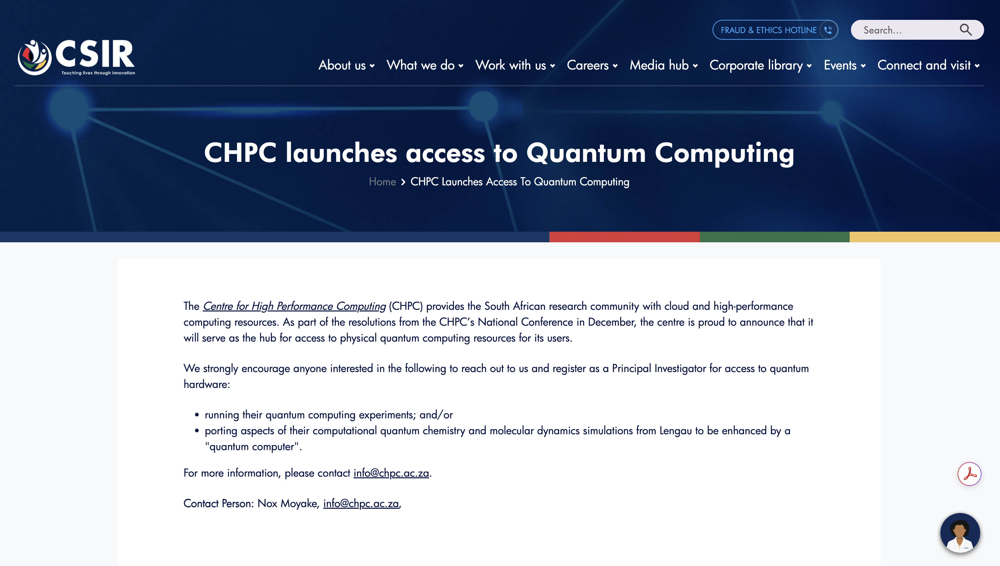 FRAUD & ETHICS HOTLINE
Search...
CSIR
Touching lives through innovation
About us
What we do
Work with us
Careers
Media hub
Corporate library
Events
Connect and visit
CHPC launches access to Quantum Computing
Home > CHPC Launches Access To Quantum Computing
The Centre for High Performance Computing (CHPC) provides the South African research community with cloud and high-performance
computing resources. As part of the resolutions from the CHPC’s National Conference in December, the centre is proud to announce that it
will serve as the hub for access to physical quantum computing resources for its users.
We strongly encourage anyone interested in the following to reach out to us and register as a Principal Investigator for access to quantum
hardware:
• running their quantum computing experiments; and/or
• porting aspects of their computational quantum chemistry and molecular dynamics simulations from Lengau to be enhanced by a
"quantum computer".
For more information, please contact info@chpc.ac.za.
Contact Person: Nox Moyake, info@chpc.ac.za,